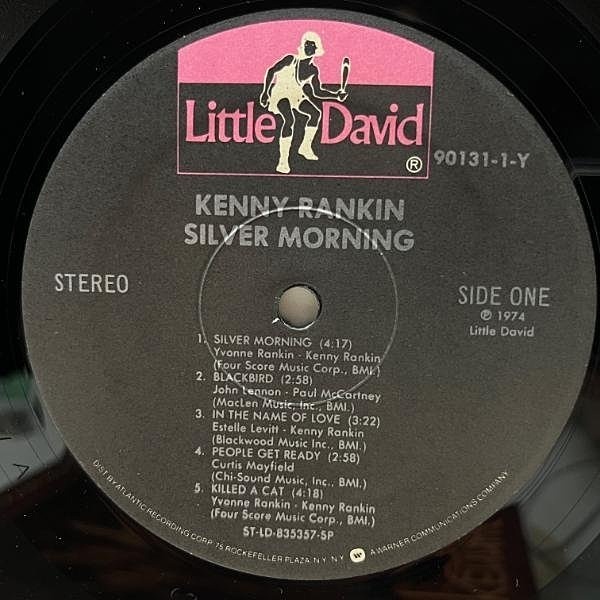 Little David ®
90131-1-Y
KENNY RANKIN
SILVER MORNING
STEREO
SIDE ONE
℗ 1974
Little David
1. SILVER MORNING (4:17)
Yvonne Rankin - Kenny Rankin
(Four Score Music Corp., BMI.)
2. BLACKBIRD (2:58)
John Lennon - Paul McCartney
(MacLen Music, Inc., BMI.)
3. IN THE NAME OF LOVE (3:22)
Estelle Levitt - Kenny Rankin
(Blackwood Music Inc., BMI.)
4. PEOPLE GET READY (2:58)
Curtis Mayfield
(Chi-Sound Music, Inc., BMI.)
5. KILLED A CAT (4:18)
Yvonne Rankin - Kenny Rankin
(Four Score Music Corp., BMI.)
ST-LD-835357-SP
DIST BY ATLANTIC RECORDING CORP. 75 ROCKEFELLER PLAZA, N.Y. N.Y. A WARNER COMMUNICATIONS COMPANY